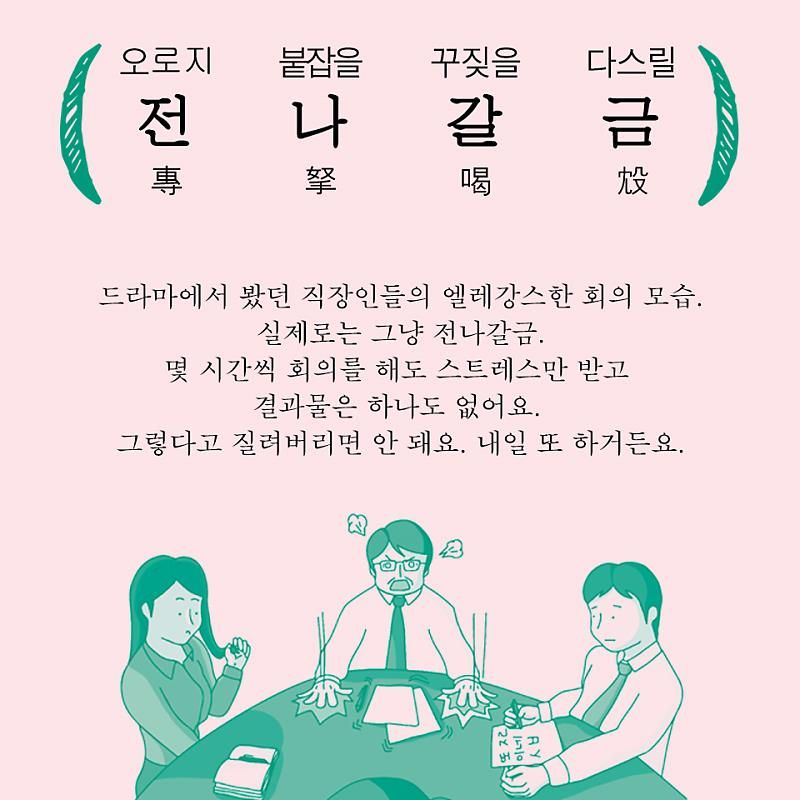 오로지 붙잡을 꾸짖을 다스릴
전 나 갈 금
專 拏 喝
드라마에서 봤던 직장인들의 엘레강스한 회의 모습.
실제로는 그냥 전나갈금.
몇 시간씩 회의를 해도 스트레스만 받고
결과물은 하나도 없어요.
그렇다고 질려버리면 안 돼요. 내일 또 하거든요.